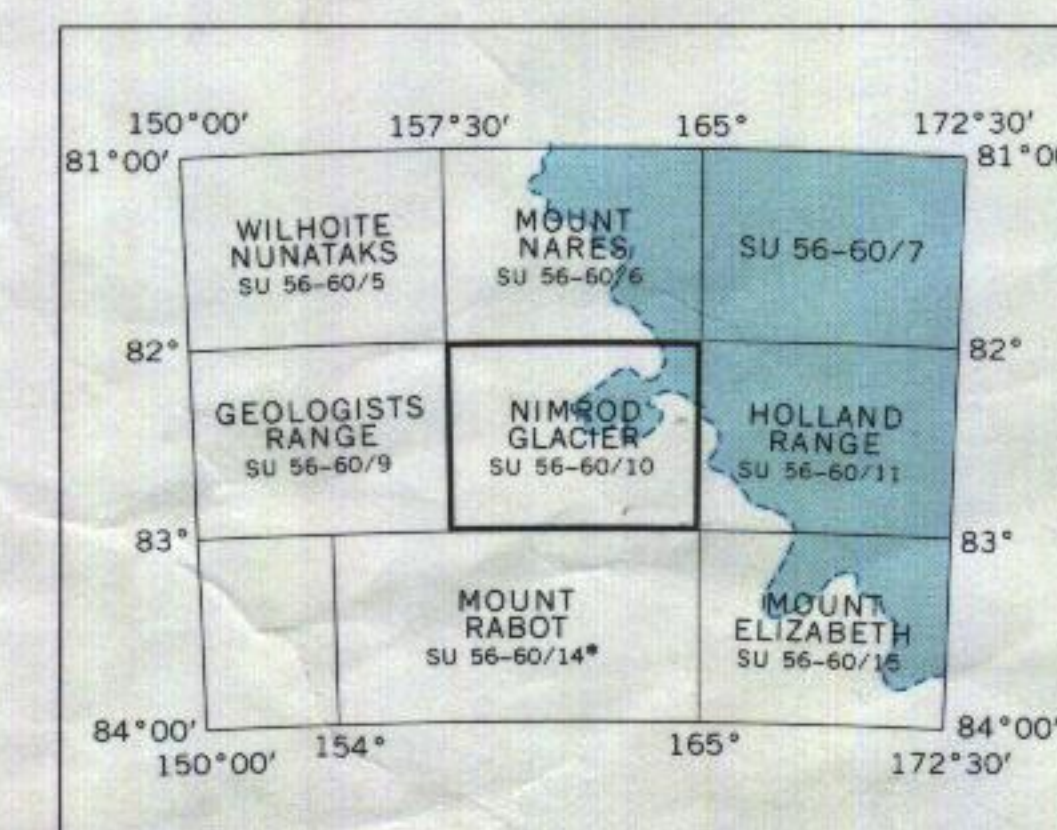 150°00′
157°30′
165°
172°30′
81°00′
81°00
WILHOITE
NUNATAKS
SU 56-60/5
MOUNT
NARES
SU 56-60/6
SU 56-60/7
82°
82°
GEOLOGISTS
RANGE
SU 56-60/9
NIMROD
GLACIER
SU 56-60/10
HOLLAND
RANGE
SU 56-60/11
83°
83°
MOUNT
RABOT
SU 56-60/14*
MOUNT
ELIZABETH
SU 56-60/15
84°00′
84°00′
150°00′
154°
165°
172°30′